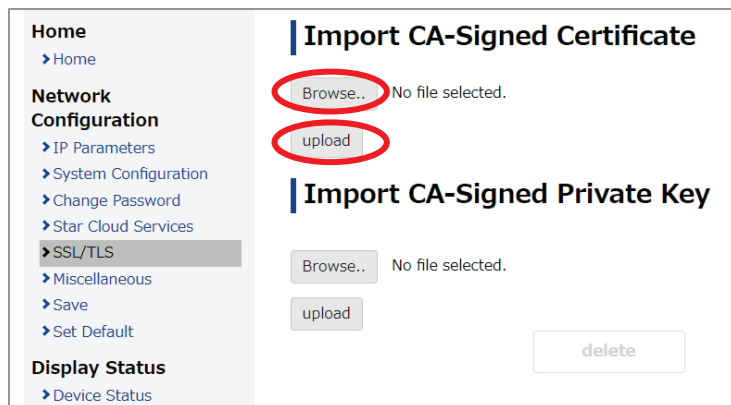 Home
Home
Network
Configuration
IP Parameters
System Configuration
Change Password
Star Cloud Services
SSL/TLS
Miscellaneous
Save
Set Default
Display Status
Device Status
Import CA-Signed Certificate
Browse.. No file selected.
upload
Import CA-Signed Private Key
Browse.. No file selected.
upload
delete